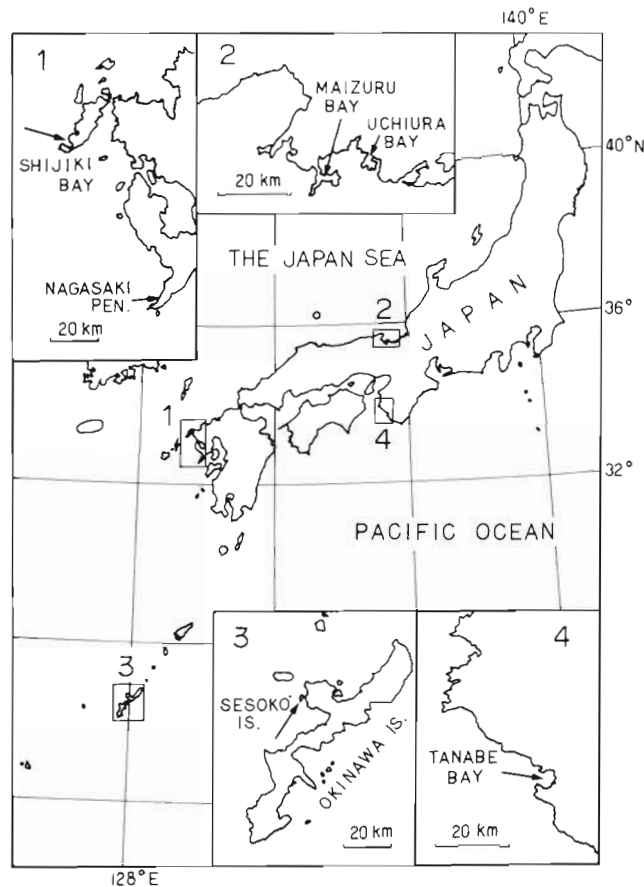 140°E
1
SHIJIKI
BAY
NAGASAKI
PEN.
20 km
2
MAIZURU
BAY
UCHIURA
BAY
20 km
40°N
THE JAPAN SEA
JAPAN
36°
2
1
4
32°
PACIFIC OCEAN
3
3
SESOKO
IS.
OKINAWA IS.
20 km
4
TANABE
BAY
20 km
128°E